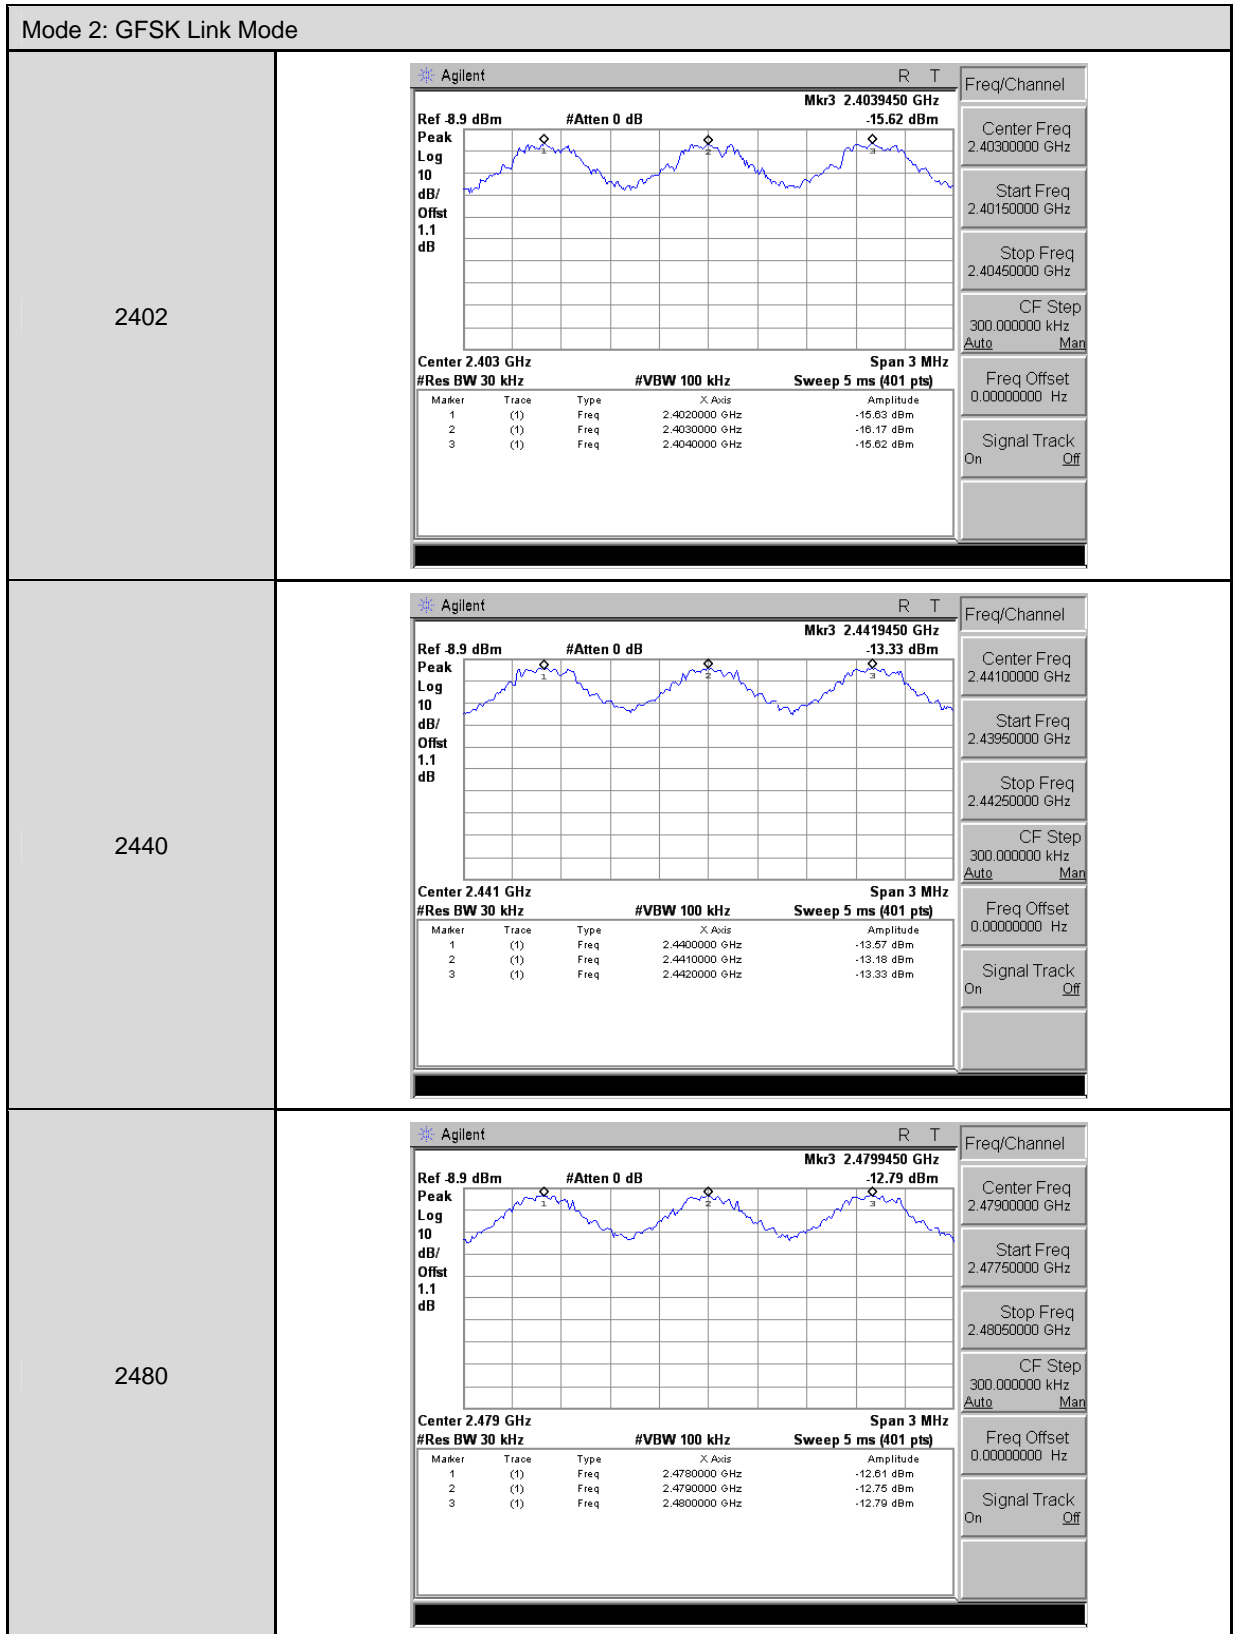 Mode 2: GFSK Link Mode
2402
Agilent R T
Mkr3 2.4039450 GHz
Ref -8.9 dBm #Atten 0 dB -15.62 dBm
Peak
Log
10
dB/
Offst
1.1
dB
1 2 3
Center 2.403 GHz Span 3 MHz
#Res BW 30 kHz #VBW 100 kHz Sweep 5 ms (401 pts)
Marker Trace Type X Axis Amplitude
1 (1) Freq 2.4020000 GHz -15.63 dBm
2 (1) Freq 2.4030000 GHz -16.17 dBm
3 (1) Freq 2.4040000 GHz -15.62 dBm
Freq/Channel
Center Freq
2.40300000 GHz
Start Freq
2.40150000 GHz
Stop Freq
2.40450000 GHz
CF Step
300.000000 kHz
Auto Man
Freq Offset
0.00000000 Hz
Signal Track
On Off
2440
Agilent R T
Mkr3 2.4419450 GHz
Ref -8.9 dBm #Atten 0 dB -13.33 dBm
Peak
Log
10
dB/
Offst
1.1
dB
1 2 3
Center 2.441 GHz Span 3 MHz
#Res BW 30 kHz #VBW 100 kHz Sweep 5 ms (401 pts)
Marker Trace Type X Axis Amplitude
1 (1) Freq 2.4400000 GHz -13.57 dBm
2 (1) Freq 2.4410000 GHz -13.18 dBm
3 (1) Freq 2.4420000 GHz -13.33 dBm
Freq/Channel
Center Freq
2.44100000 GHz
Start Freq
2.43950000 GHz
Stop Freq
2.44250000 GHz
CF Step
300.000000 kHz
Auto Man
Freq Offset
0.00000000 Hz
Signal Track
On Off
2480
Agilent R T
Mkr3 2.4799450 GHz
Ref -8.9 dBm #Atten 0 dB -12.79 dBm
Peak
Log
10
dB/
Offst
1.1
dB
1 2 3
Center 2.479 GHz Span 3 MHz
#Res BW 30 kHz #VBW 100 kHz Sweep 5 ms (401 pts)
Marker Trace Type X Axis Amplitude
1 (1) Freq 2.4780000 GHz -12.61 dBm
2 (1) Freq 2.4790000 GHz -12.75 dBm
3 (1) Freq 2.4800000 GHz -12.79 dBm
Freq/Channel
Center Freq
2.47900000 GHz
Start Freq
2.47750000 GHz
Stop Freq
2.48050000 GHz
CF Step
300.000000 kHz
Auto Man
Freq Offset
0.00000000 Hz
Signal Track
On Off